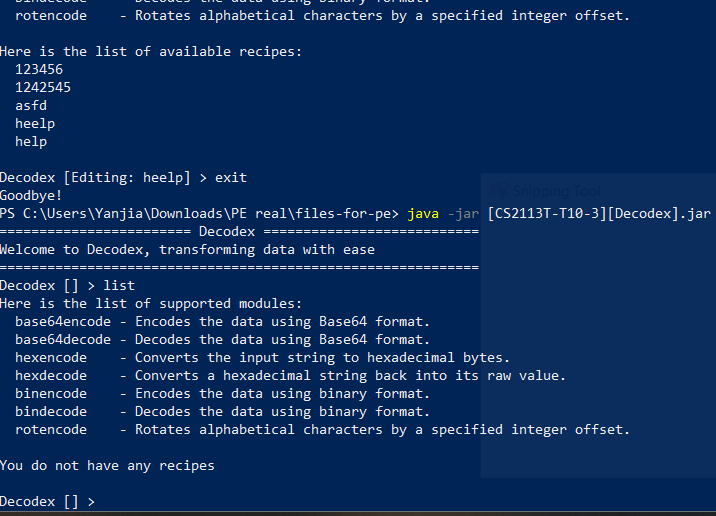 bindecode - Decodes the data using binary format.
rotencode - Rotates alphabetical characters by a specified integer offset.
Here is the list of available recipes:
123456
1242545
asfd
heelp
help
Decodex [Editing: heelp] > exit
Goodbye!
PS C:\Users\Yanjia\Downloads\PE real\files-for-pe> java -jar [CS2113T-T10-3][Decodex].jar
======================== Decodex ===========================
Welcome to Decodex, transforming data with ease
============================================================
Decodex [] > list
Here is the list of supported modules:
base64encode - Encodes the data using Base64 format.
base64decode - Decodes the data using Base64 format.
hexencode - Converts the input string to hexadecimal bytes.
hexdecode - Converts a hexadecimal string back into its raw value.
binencode - Encodes the data using binary format.
bindecode - Decodes the data using binary format.
rotencode - Rotates alphabetical characters by a specified integer offset.
You do not have any recipes
Decodex [] >
Snipping Tool